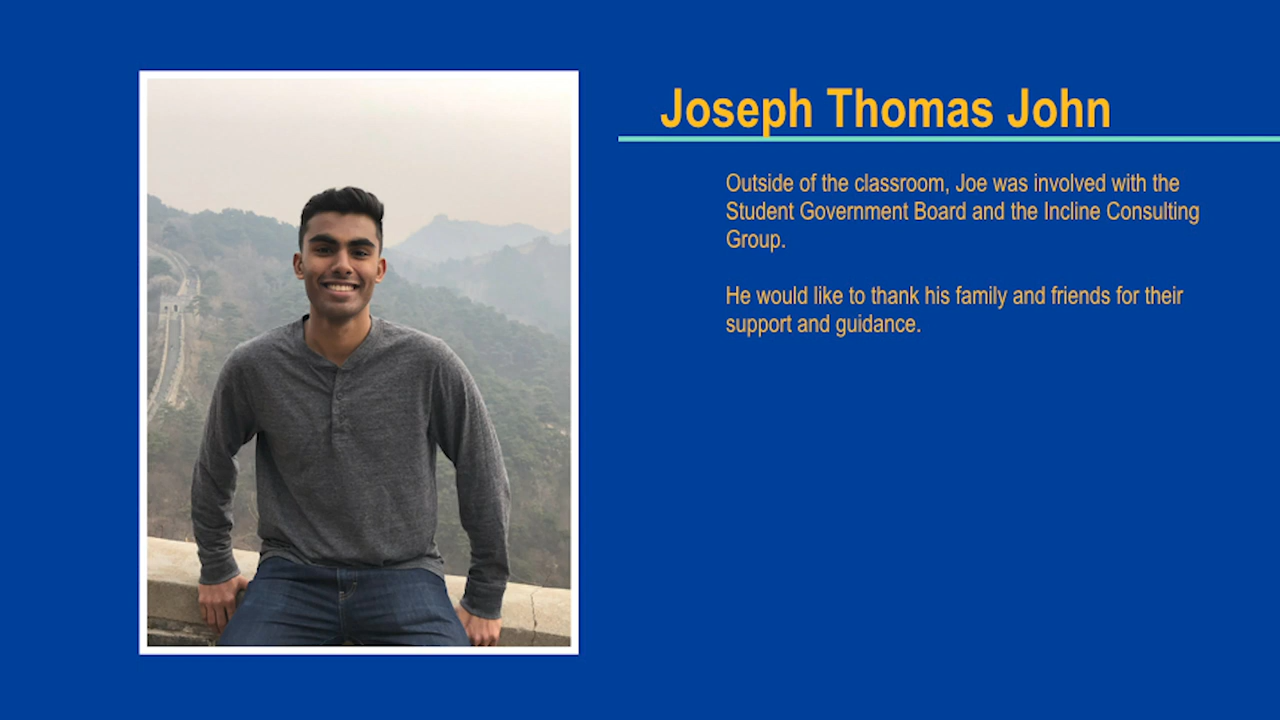 Joseph Thomas John
Outside of the classroom, Joe was involved with the
Student Government Board and the Incline Consulting
Group.
He would like to thank his family and friends for their
support and guidance.